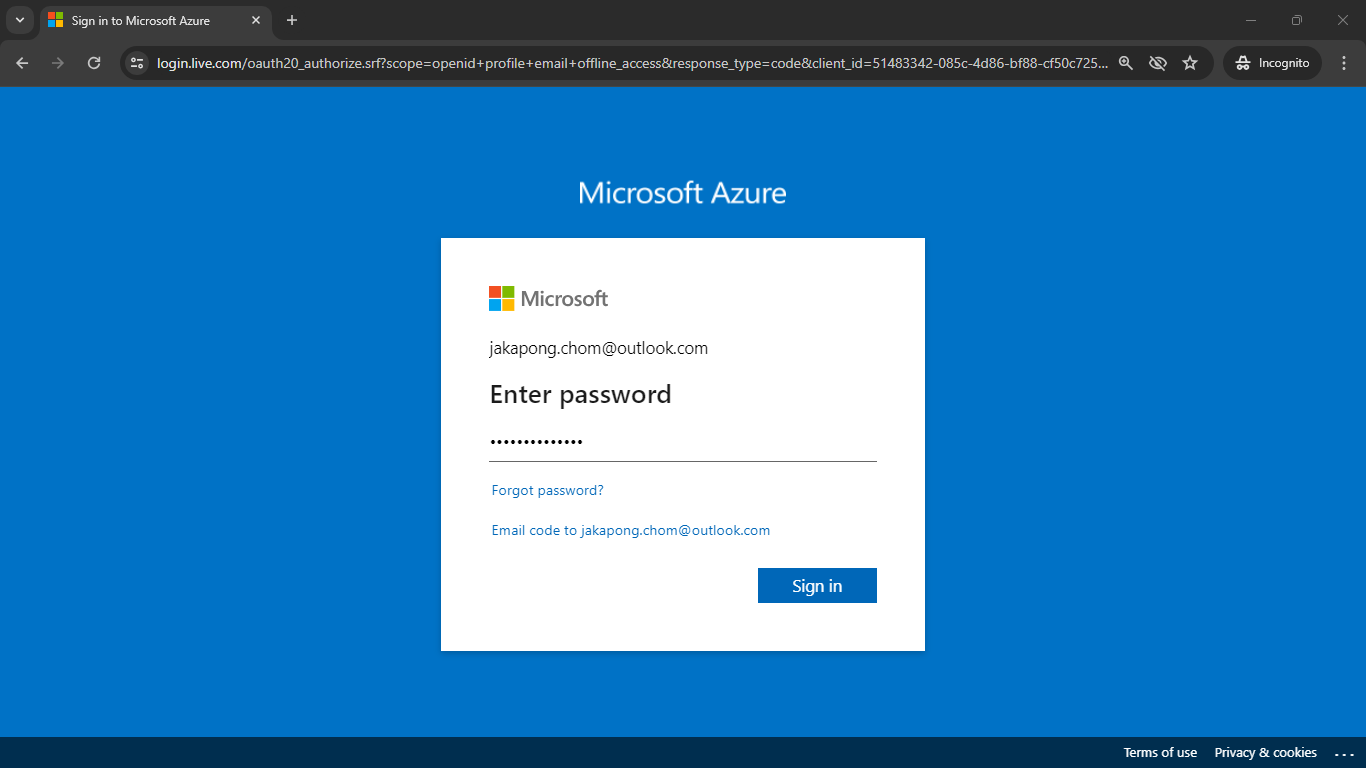 Sign in to Microsoft Azure
login.live.com/oauth20_authorize.srf?scope=openid+profile+email+offline_access&response_type=code&client_id=51483342-085c-4d86-bf88-cf50c725...
Incognito
Microsoft Azure
Microsoft
jakapong.chom@outlook.com
Enter password
••••••••••••••
Forgot password?
Email code to jakapong.chom@outlook.com
Sign in
Terms of use Privacy & cookies ...